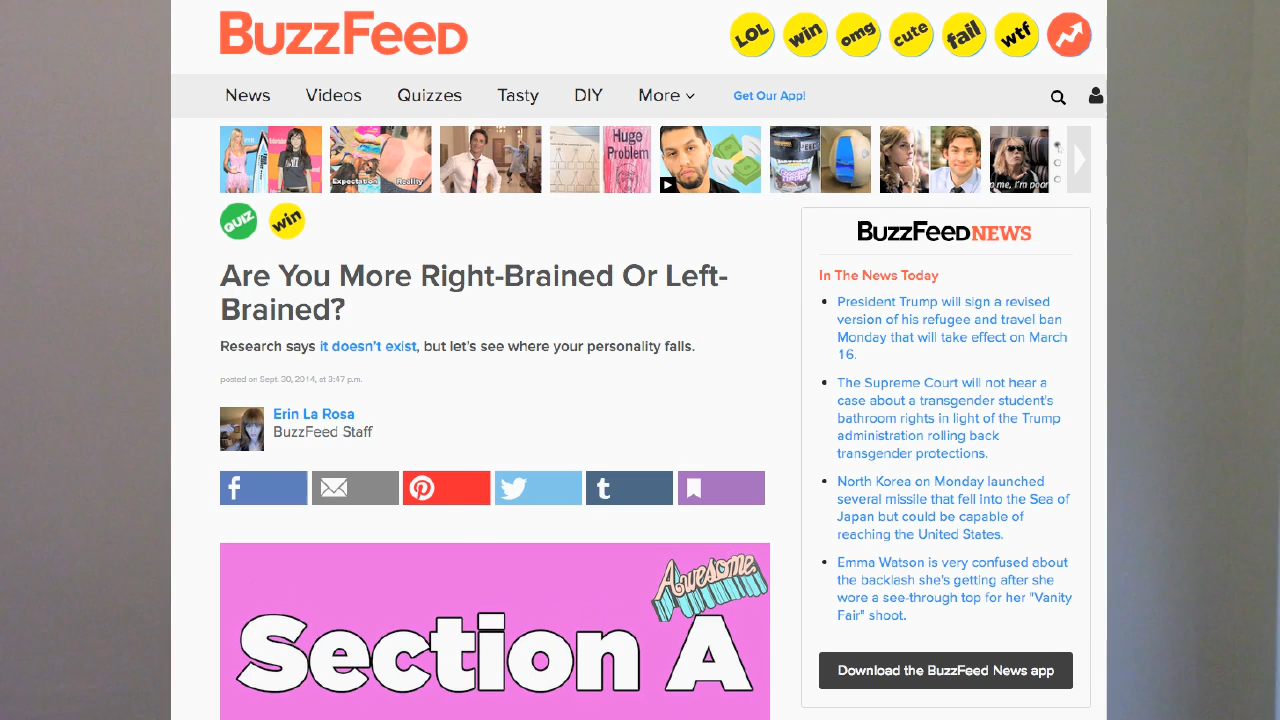 BuzzFeed
LOL
win
omg
cute
fail
wtf
News Videos Quizzes Tasty DIY More Get Our App!
Expectation
Reality
Huge
Problem
me, I'm poor
QUIZ
win
Are You More Right-Brained Or Left-
Brained?
Research says it doesn't exist, but let's see where your personality falls.
posted on Sept. 30, 2014, at 3:47 p.m.
Erin La Rosa
BuzzFeed Staff
Awesome
Section A
BuzzFeed NEWS
In The News Today
President Trump will sign a revised
version of his refugee and travel ban
Monday that will take effect on March
16.
The Supreme Court will not hear a
case about a transgender student's
bathroom rights in light of the Trump
administration rolling back
transgender protections.
North Korea on Monday launched
several missile that fell into the Sea of
Japan but could be capable of
reaching the United States.
Emma Watson is very confused about
the backlash she's getting after she
wore a see-through top for her "Vanity
Fair" shoot.
Download the BuzzFeed News app